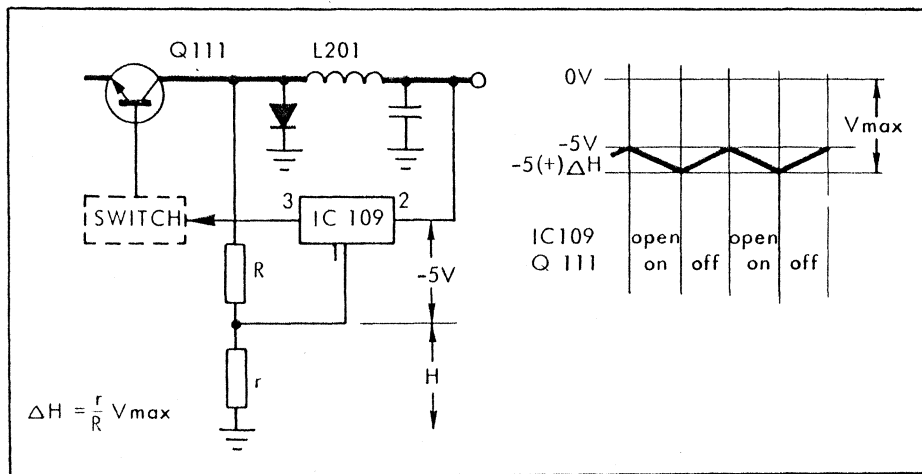 Q111 L201
SWITCH
3 IC 109 2
1
R
-5V
r
H
ΔH = r/R Vmax
0V
-5V
-5(+)ΔH
Vmax
IC109 open open
Q 111 on off on off